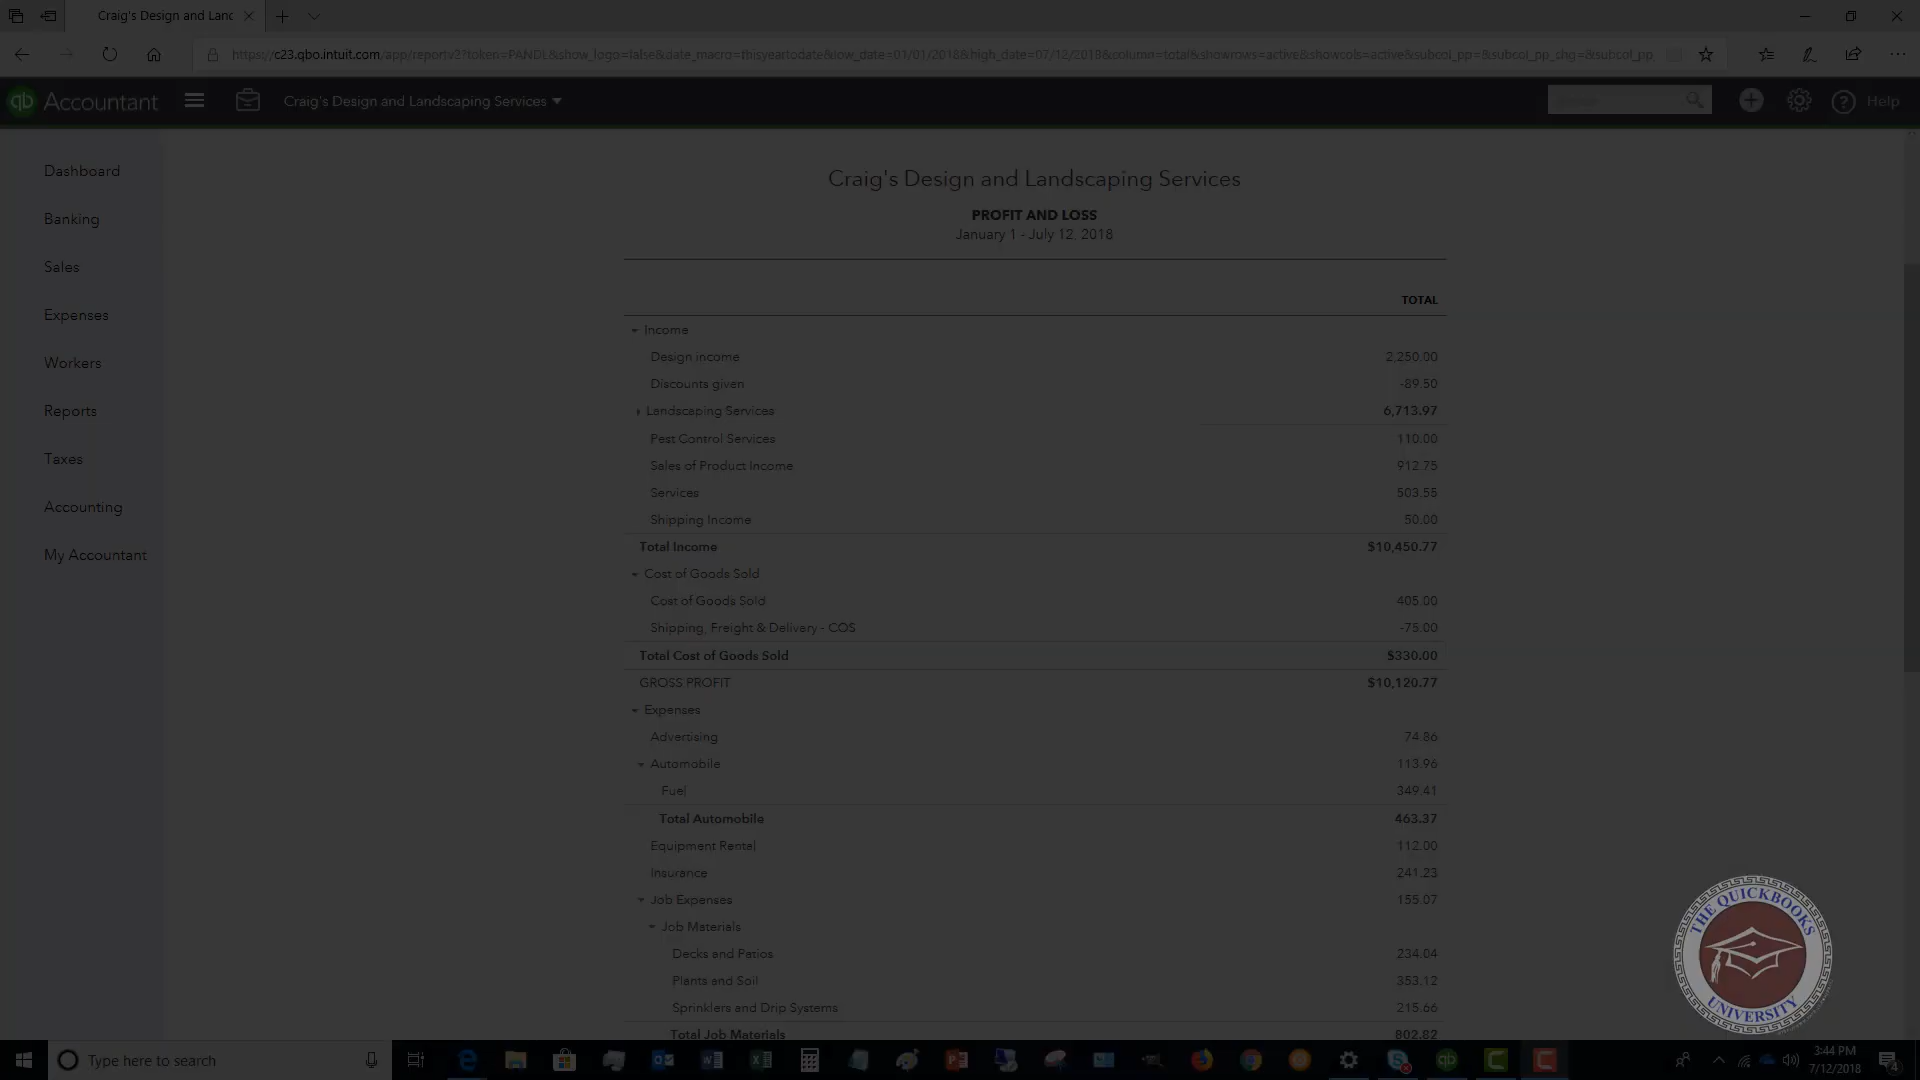 Craig's Design and Land
https://c23.qbo.intuit.com/app/reportv2?token=PANDL&show_logo=false&date_macro=thisyeartodate&low_date=01/01/2018&high_date=07/12/2018&column=total&showrows=active&showcols=active&subcol_pp=&subcol_pp_chg=&subcol_pp_
qb Accountant
Craig's Design and Landscaping Services
Help
Dashboard
Banking
Sales
Expenses
Workers
Reports
Taxes
Accounting
My Accountant
Craig's Design and Landscaping Services
PROFIT AND LOSS
January 1 - July 12, 2018
TOTAL
Income
Design income 2,250.00
Discounts given -89.50
Landscaping Services 6,713.97
Pest Control Services 110.00
Sales of Product Income 912.75
Services 503.55
Shipping Income 50.00
Total Income $10,450.77
Cost of Goods Sold
Cost of Goods Sold 405.00
Shipping, Freight & Delivery - COS -75.00
Total Cost of Goods Sold $330.00
GROSS PROFIT $10,120.77
Expenses
Advertising 74.86
Automobile 113.96
Fuel 349.41
Total Automobile 463.37
Equipment Rental 112.00
Insurance 241.23
Job Expenses 155.07
Job Materials
Decks and Patios 234.04
Plants and Soil 353.12
Sprinklers and Drip Systems 215.66
Total Job Materials 802.82
THE QUICKBOOKS
UNIVERSITY
Type here to search
3:44 PM
7/12/2018
4